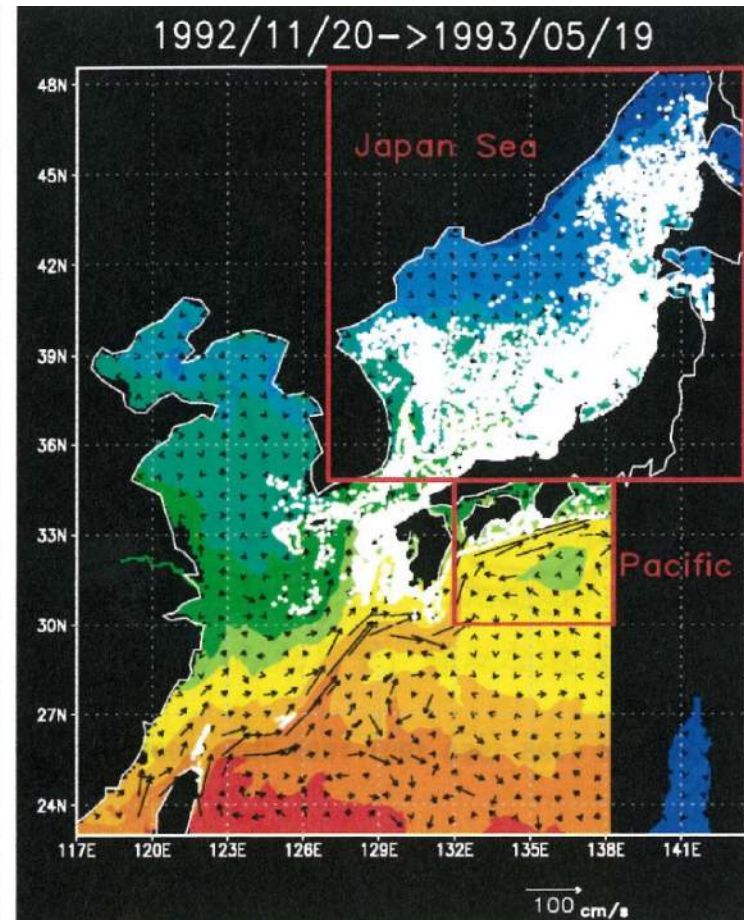 1992/11/20->1993/05/19
48N
Japan Sea
45N
42N
39N
36N
33N
Pacific
30N
27N
24N
117E 120E 123E 126E 129E 132E 135E 138E 141E
100 cm/s